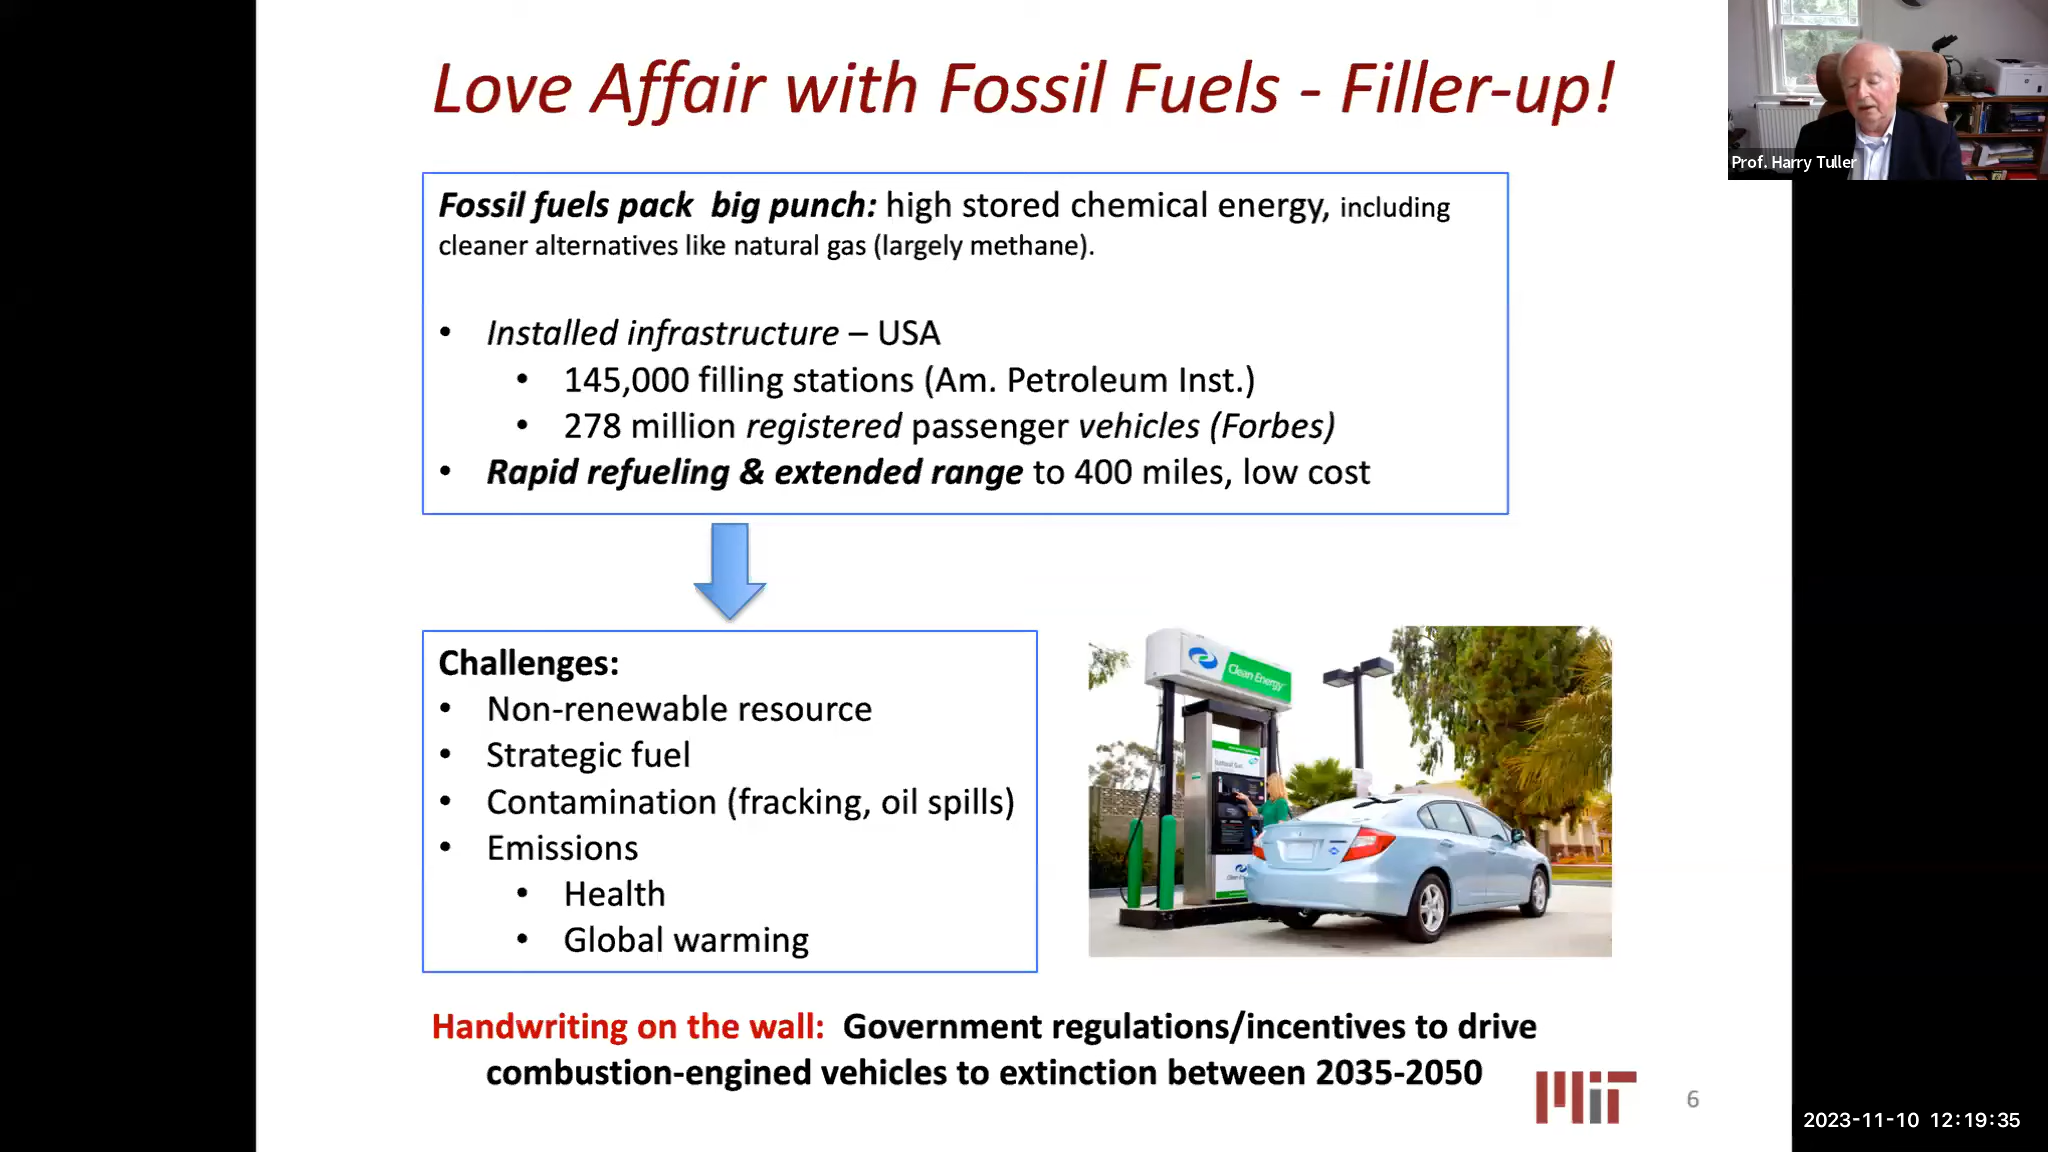 Love Affair with Fossil Fuels - Filler-up!
Prof. Harry Tuller
Fossil fuels pack big punch: high stored chemical energy, including
cleaner alternatives like natural gas (largely methane).
• Installed infrastructure – USA
• 145,000 filling stations (Am. Petroleum Inst.)
• 278 million registered passenger vehicles (Forbes)
• Rapid refueling & extended range to 400 miles, low cost
Challenges:
• Non-renewable resource
• Strategic fuel
• Contamination (fracking, oil spills)
• Emissions
• Health
• Global warming
Clean Energy
Natural Gas
Handwriting on the wall: Government regulations/incentives to drive
combustion-engined vehicles to extinction between 2035-2050
MIT
6
2023-11-10 12:19:35